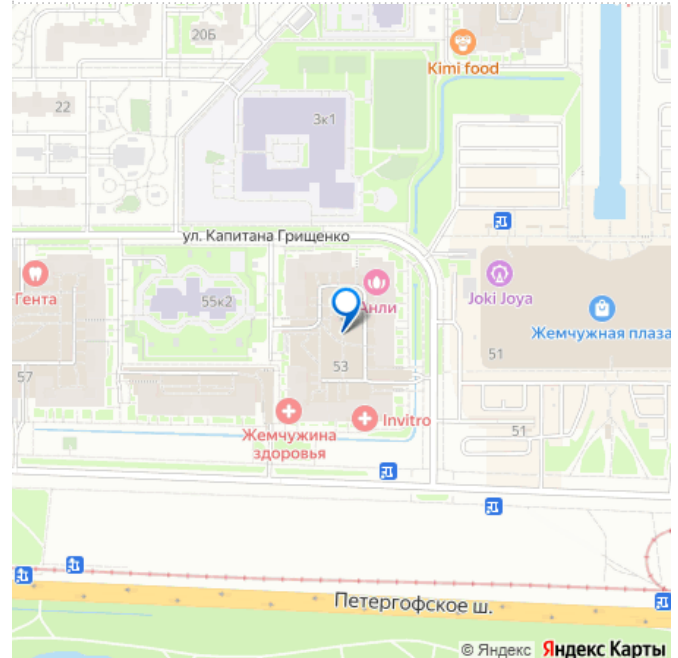 20Б
Kimi food
22
3к1
ул. Капитана Грищенко
Гента
55к2
Анли
Joki Joya
Жемчужная плаза
51
57
53
Жемчужина
здоровья
Invitro
51
Петергофское ш.
© Яндекс Яндекс Карты